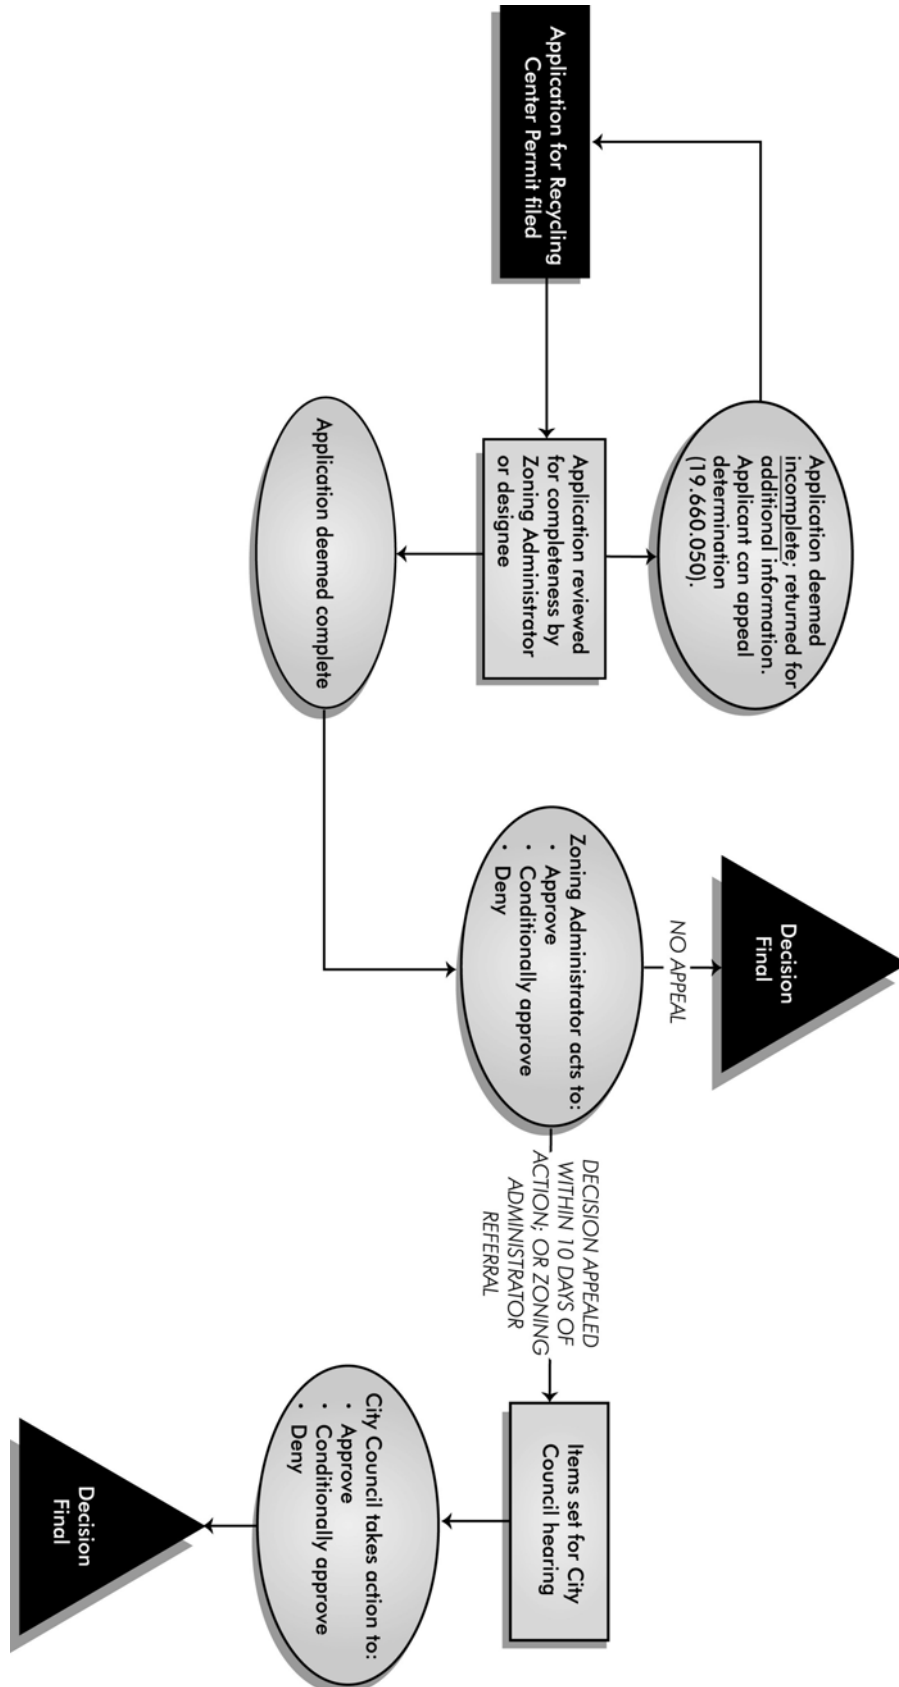 Application for Recycling
Center Permit filed
Application deemed
incomplete; returned for
additional information.
Applicant can appeal
determination
(19.660.050).
Application reviewed
for completeness by
Zoning Administrator
or designee
Application deemed complete
Decision
Final
NO APPEAL
Zoning Administrator acts to:
• Approve
• Conditionally approve
• Deny
DECISION APPEALED
WITHIN 10 DAYS OF
ACTION; OR ZONING
ADMINISTRATOR
REFERRAL
Items set for City
Council hearing
City Council takes action to:
• Approve
• Conditionally approve
• Deny
Decision
Final